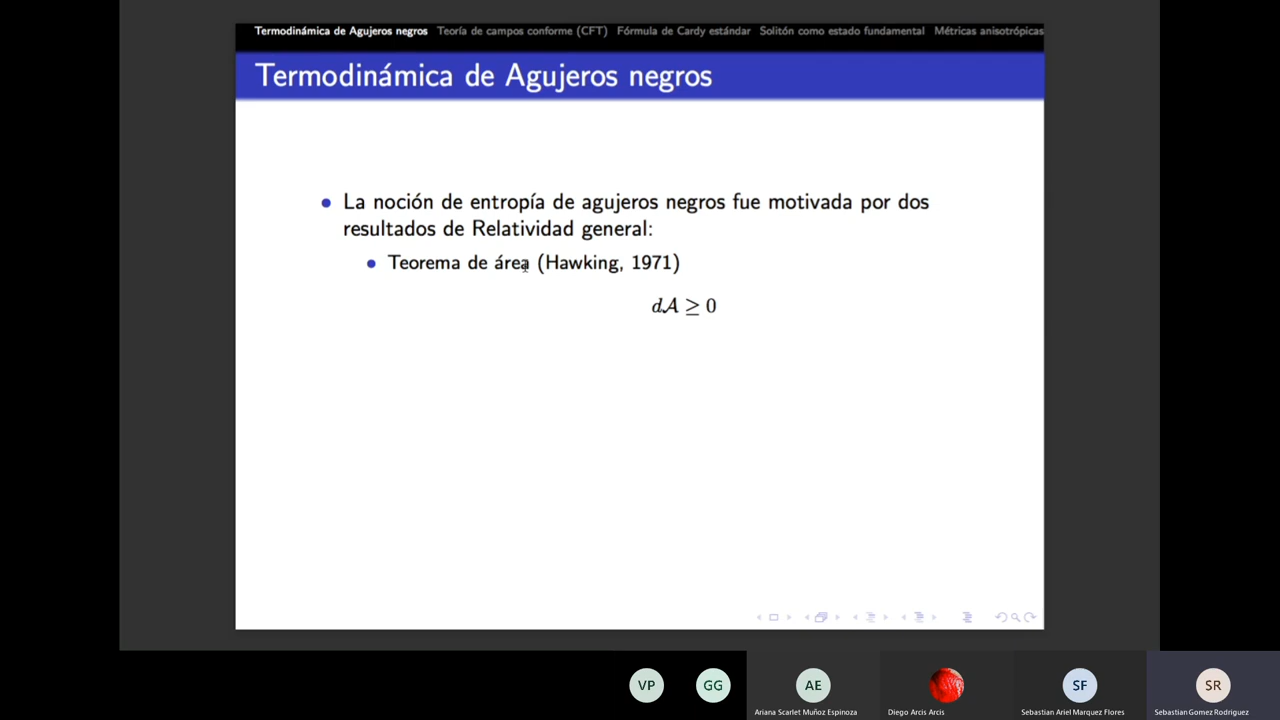 Termodinámica de Agujeros negros Teoría de campos conforme (CFT) Fórmula de Cardy estándar Solitón como estado fundamental Métricas anisotrópicas
Termodinámica de Agujeros negros
La noción de entropía de agujeros negros fue motivada por dos
resultados de Relatividad general:
Teorema de área (Hawking, 1971)
d𝒜 ≥ 0
VP GG AE SF SR
Ariana Scarlet Muñoz Espinoza Diego Arcis Arcis Sebastian Ariel Marquez Flores Sebastian Gomez Rodriguez